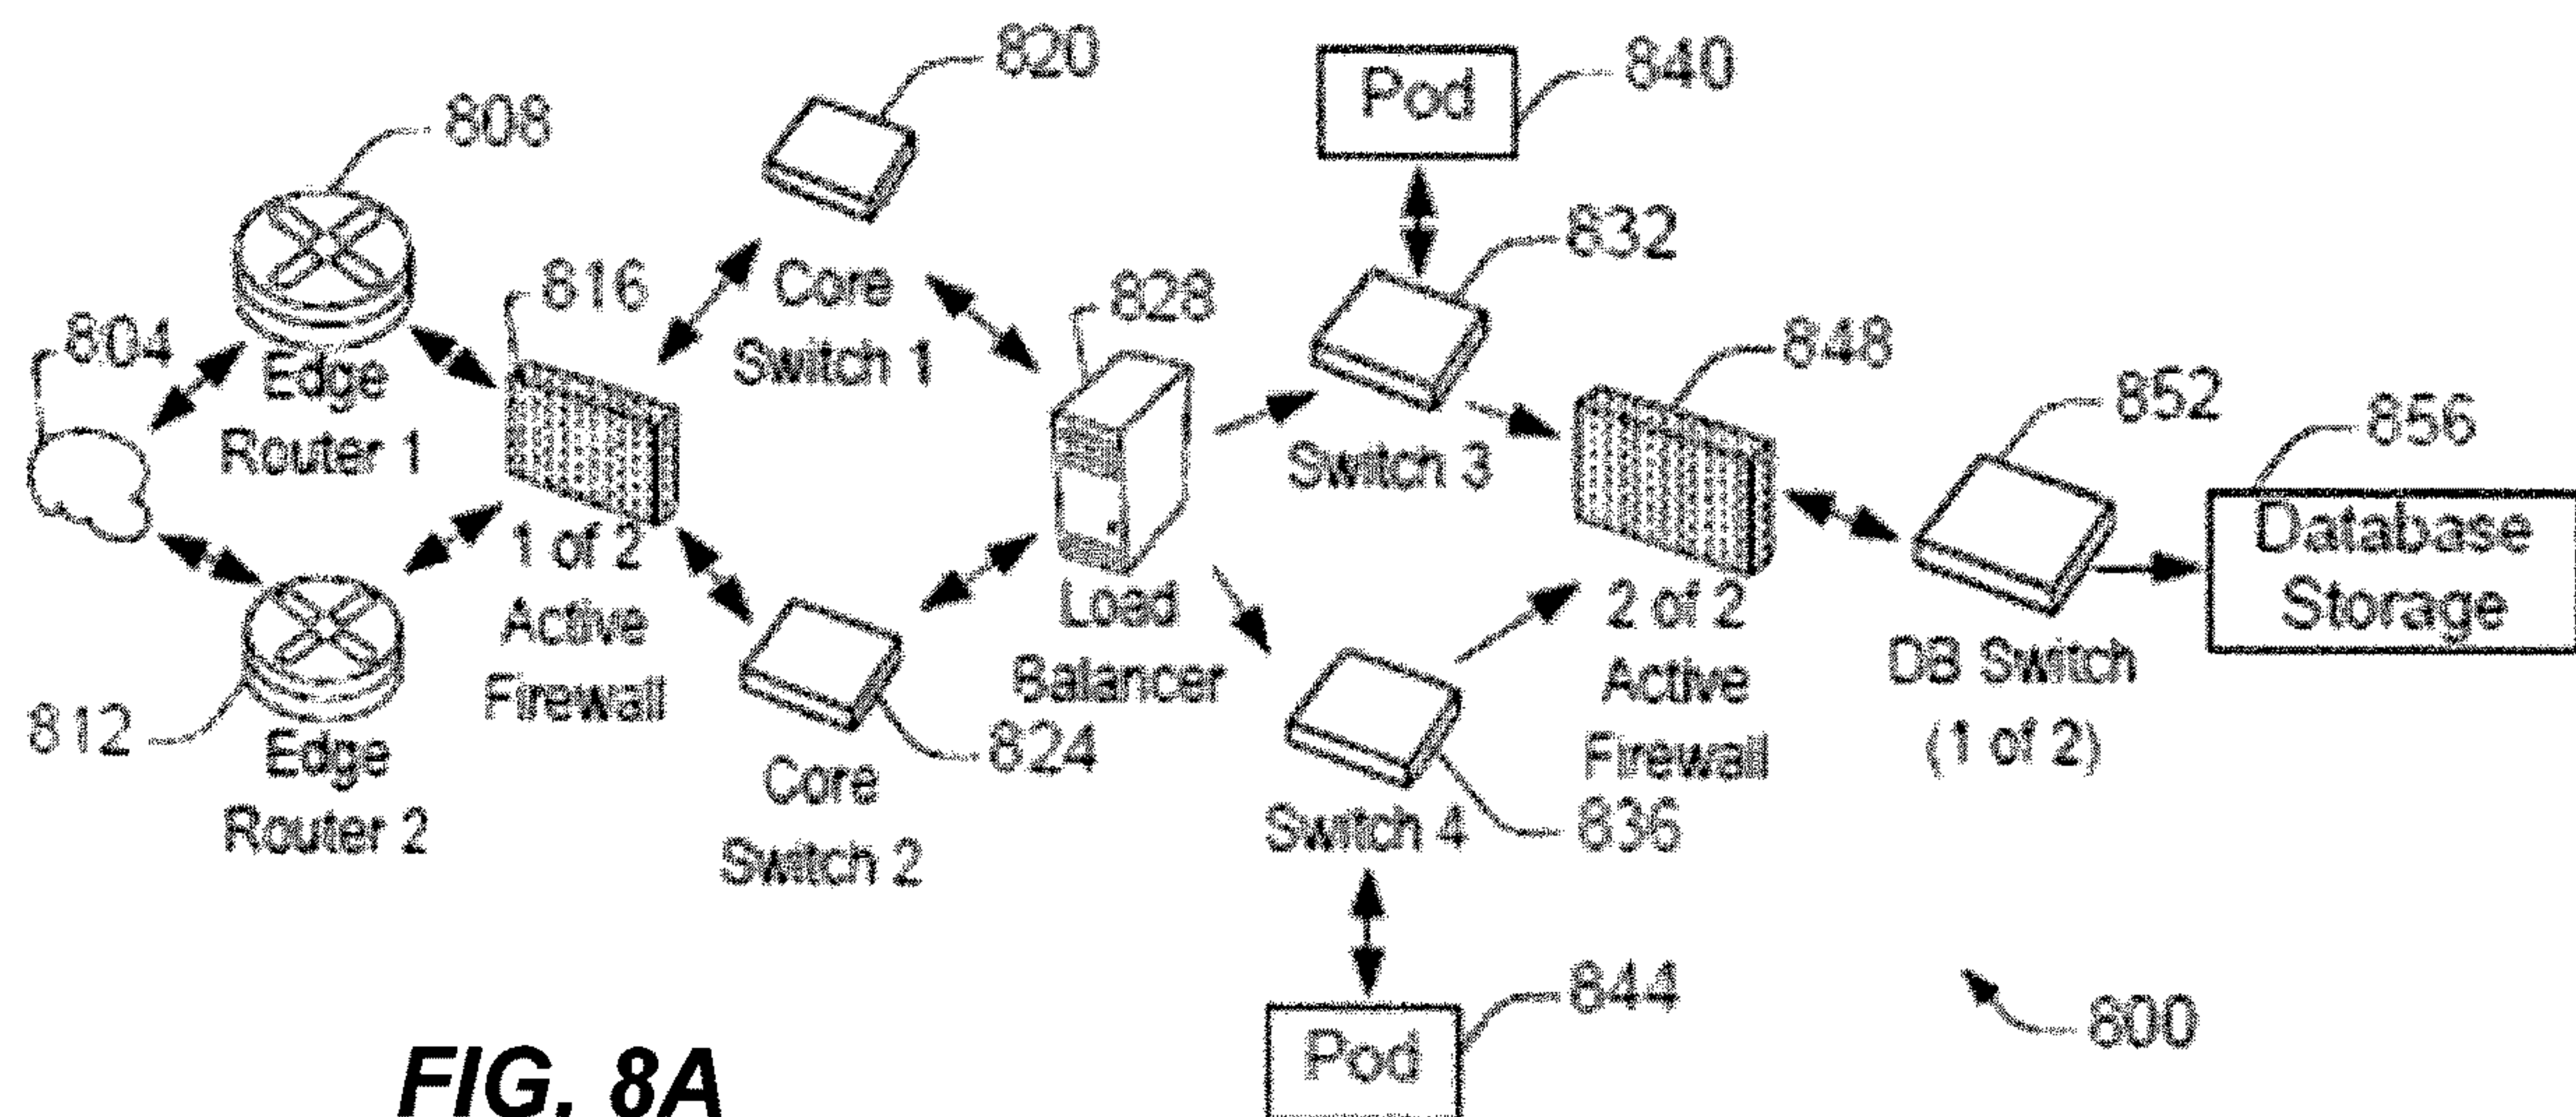 820
840
Pod
808
832
816
Core
Switch 1
828
804
848
Edge
Router 1
852
856
Switch 3
Database
Storage
1 of 2
Active
Firewall
Load
Balancer
2 of 2
Active
Firewall
DB Switch
(1 of 2)
812
Edge
Router 2
824
Core
Switch 2
Switch 4
836
844
Pod
800
FIG. 8A